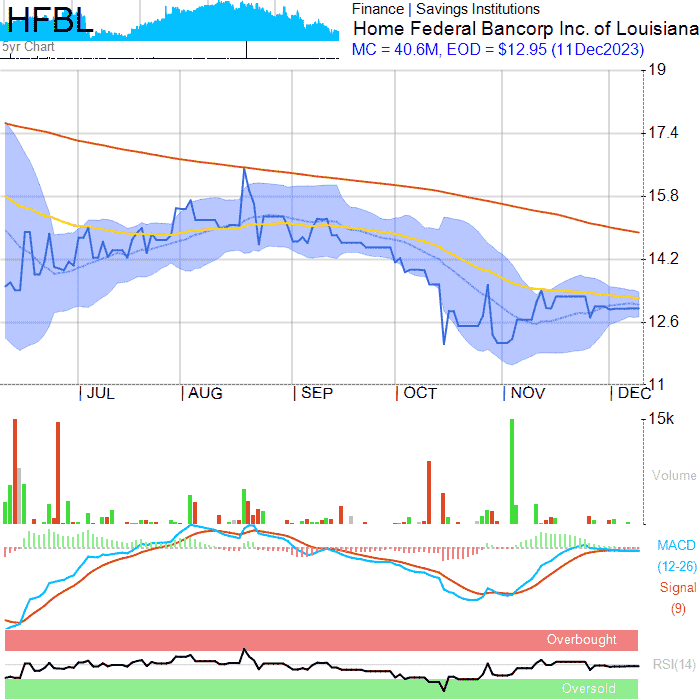 HFBL
5yr Chart
Finance | Savings Institutions
Home Federal Bancorp Inc. of Louisiana
MC = 40.6M, EOD = $12.95 (11Dec2023)
19
17.4
15.8
14.2
12.6
11
| JUL | AUG | SEP | OCT | NOV | DEC
15k
Volume
MACD
(12-26)
Signal
(9)
Overbought
RSI(14)
Oversold